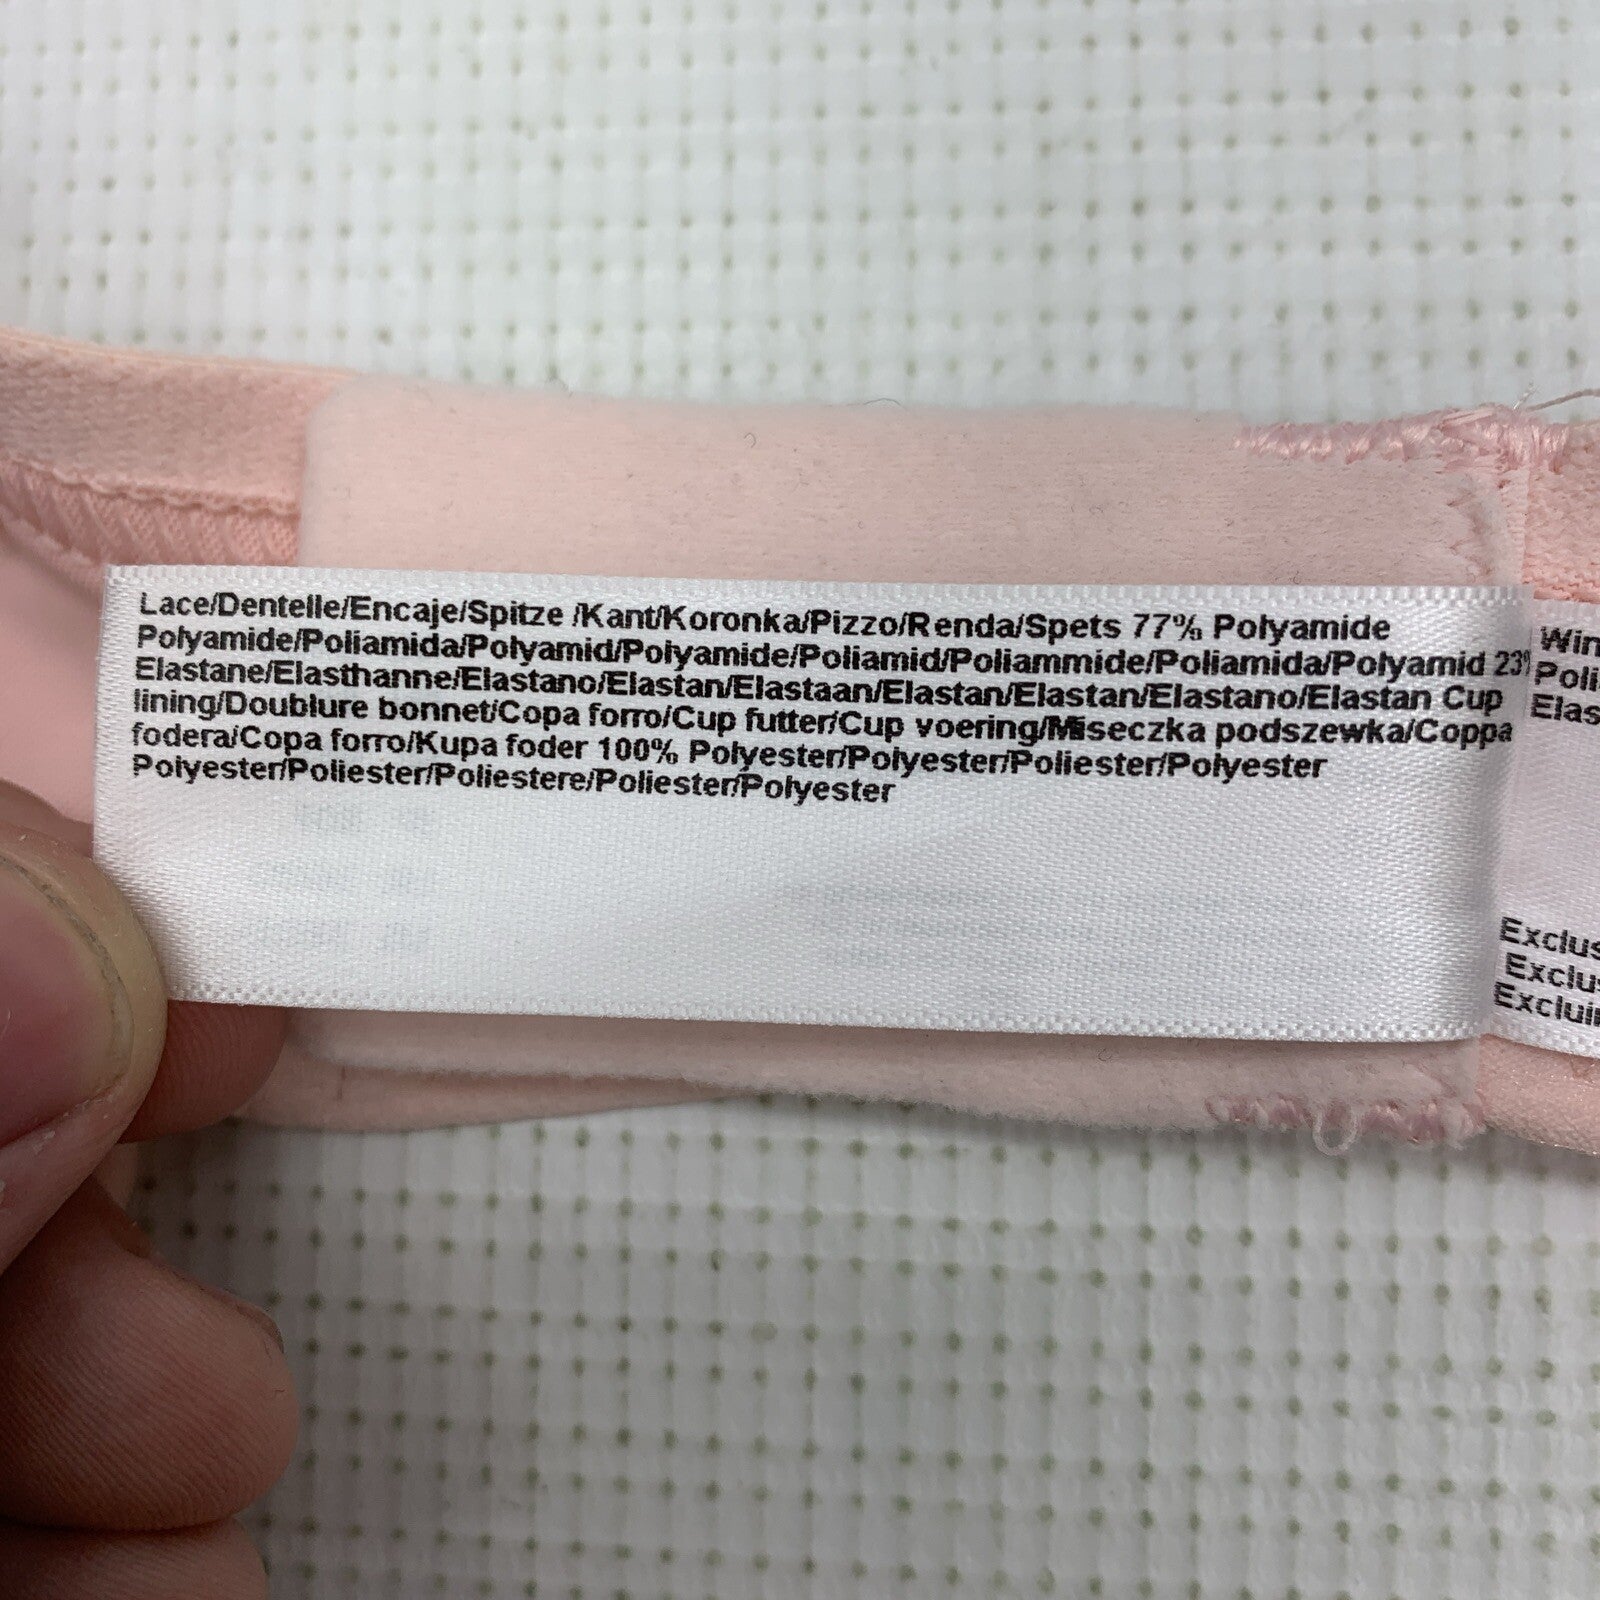 Lace/Dentelle/Encaje/Spitze /Kant/Koronka/Pizzo/Renda/Spets 77% Polyamide
Polyamide/Poliamida/Polyamid/Polyamide/Poliamid/Poliammide/Poliamida/Polyamid 23%
Elastane/Elasthanne/Elastano/Elastan/Elastaan/Elastan/Elastan/Elastano/Elastan Cup
lining/Doublure bonnet/Copa forro/Cup futter/Cup voering/Miseczka podszewka/Coppa
fodera/Copa forro/Kupa foder 100% Polyester/Polyester/Poliester/Polyester
Polyester/Poliester/Poliestere/Poliester/Polyester
Win
Poli
Elas
Exclus
Exclu
Exclui